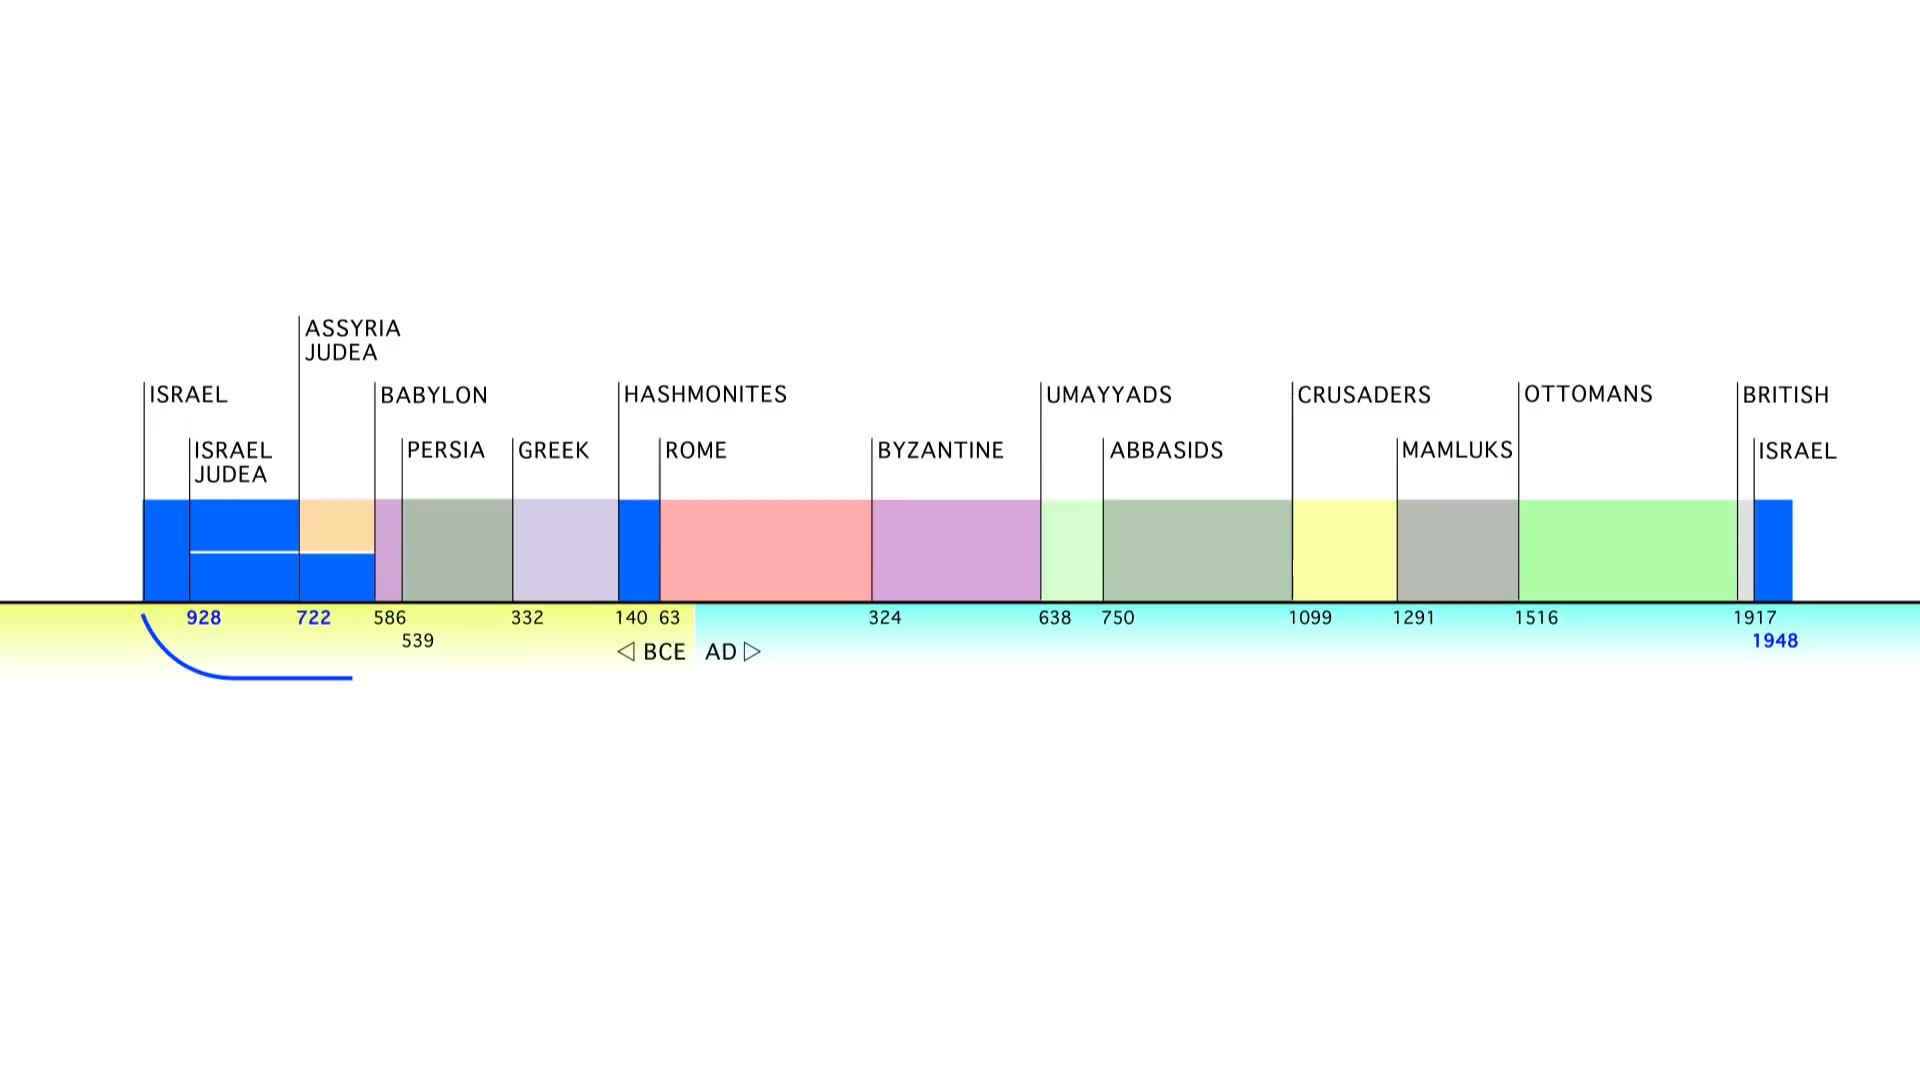 ASSYRIA
JUDEA
ISRAEL
BABYLON
HASHMONITES
UMAYYADS
CRUSADERS
OTTOMANS
BRITISH
ISRAEL
JUDEA
PERSIA
GREEK
ROME
BYZANTINE
ABBASIDS
MAMLUKS
ISRAEL
928
722
586
332
140
63
324
638
750
1099
1291
1516
1917
539
1948
BCE
AD